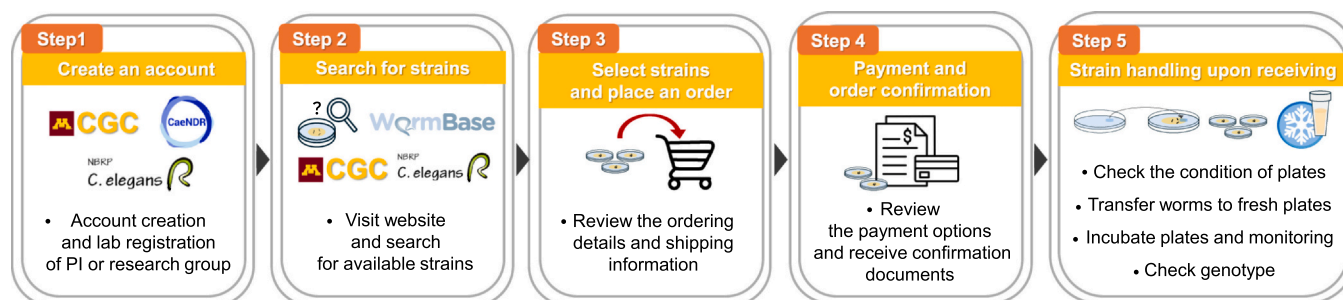 Step1
Create an account
CGC
CaeNDR
NBRP
C. elegans
• Account creation
and lab registration
of PI or research group
Step 2
Search for strains
?
WormBase
CGC
NBRP
C. elegans
• Visit website
and search
for available strains
Step 3
Select strains
and place an order
• Review the ordering
details and shipping
information
Step 4
Payment and
order confirmation
$
• Review
the payment options
and receive confirmation
documents
Step 5
Strain handling upon receiving
• Check the condition of plates
• Transfer worms to fresh plates
• Incubate plates and monitoring
• Check genotype